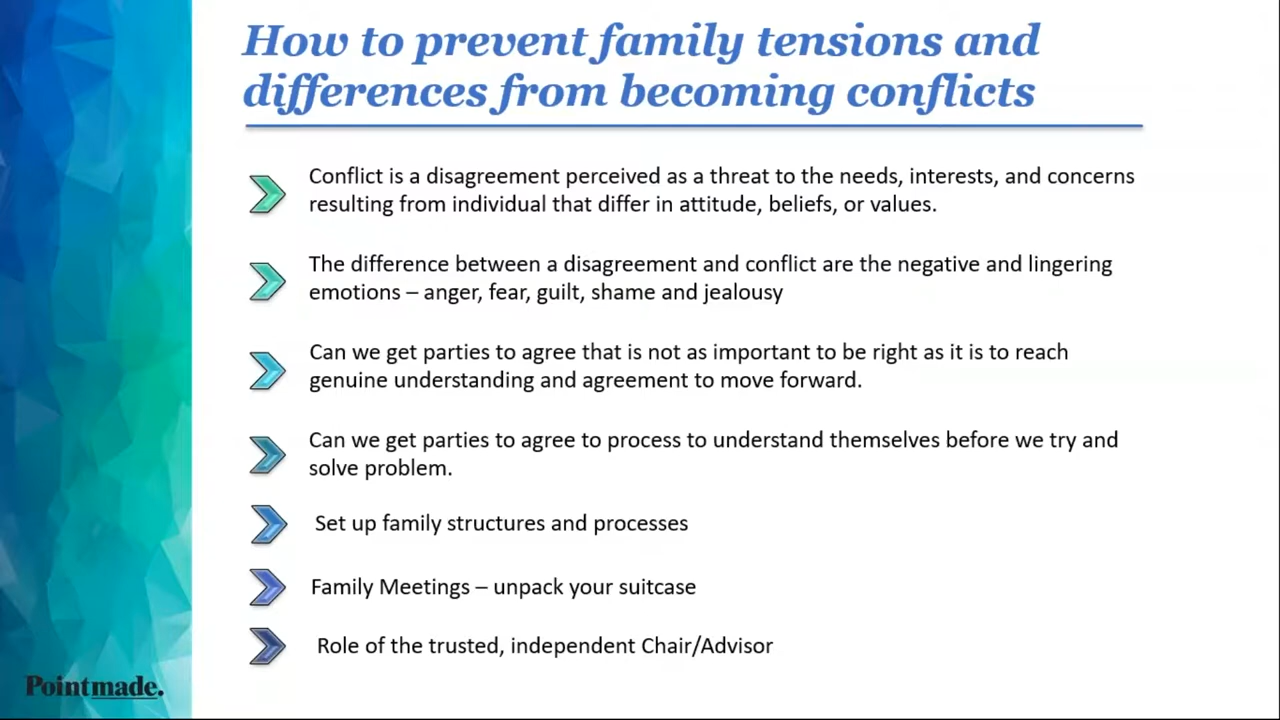 How to prevent family tensions and
differences from becoming conflicts
Conflict is a disagreement perceived as a threat to the needs, interests, and concerns
resulting from individual that differ in attitude, beliefs, or values.
The difference between a disagreement and conflict are the negative and lingering
emotions – anger, fear, guilt, shame and jealousy
Can we get parties to agree that is not as important to be right as it is to reach
genuine understanding and agreement to move forward.
Can we get parties to agree to process to understand themselves before we try and
solve problem.
Set up family structures and processes
Family Meetings – unpack your suitcase
Role of the trusted, independent Chair/Advisor
Pointmade.